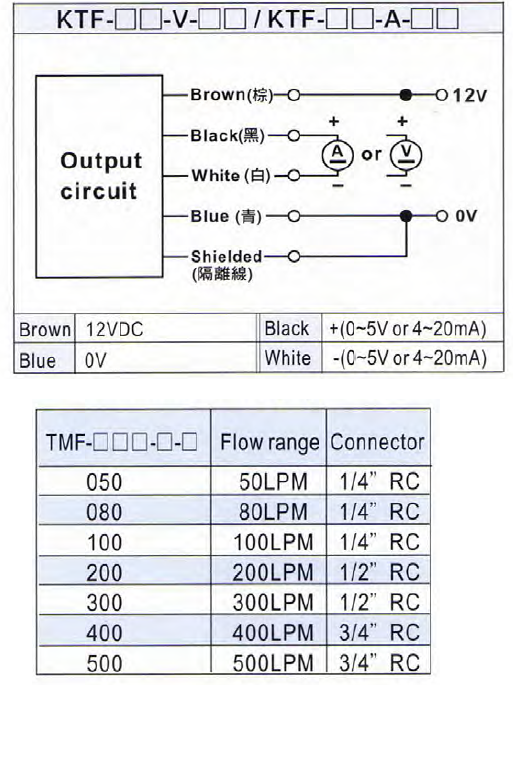 KTF-□□-V-□□ / KTF-□□-A-□□
Output
circuit
Brown(棕)
Black(黑)
White (白)
Blue (青)
Shielded
(隔離線)
+ +
A or V
− −
12V
0V
Brown 12VDC Black +(0~5V or 4~20mA)
Blue 0V White -(0~5V or 4~20mA)
TMF-□□□-□-□ Flow range Connector
050 50LPM 1/4” RC
080 80LPM 1/4” RC
100 100LPM 1/4” RC
200 200LPM 1/2” RC
300 300LPM 1/2” RC
400 400LPM 3/4” RC
500 500LPM 3/4” RC